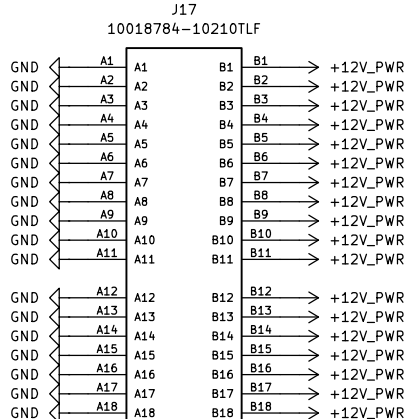 J17
10018784-10210TLF
GND A1 A1 B1 B1 +12V_PWR
GND A2 A2 B2 B2 +12V_PWR
GND A3 A3 B3 B3 +12V_PWR
GND A4 A4 B4 B4 +12V_PWR
GND A5 A5 B5 B5 +12V_PWR
GND A6 A6 B6 B6 +12V_PWR
GND A7 A7 B7 B7 +12V_PWR
GND A8 A8 B8 B8 +12V_PWR
GND A9 A9 B9 B9 +12V_PWR
GND A10 A10 B10 B10 +12V_PWR
GND A11 A11 B11 B11 +12V_PWR
GND A12 A12 B12 B12 +12V_PWR
GND A13 A13 B13 B13 +12V_PWR
GND A14 A14 B14 B14 +12V_PWR
GND A15 A15 B15 B15 +12V_PWR
GND A16 A16 B16 B16 +12V_PWR
GND A17 A17 B17 B17 +12V_PWR
GND A18 A18 B18 B18 +12V_PWR